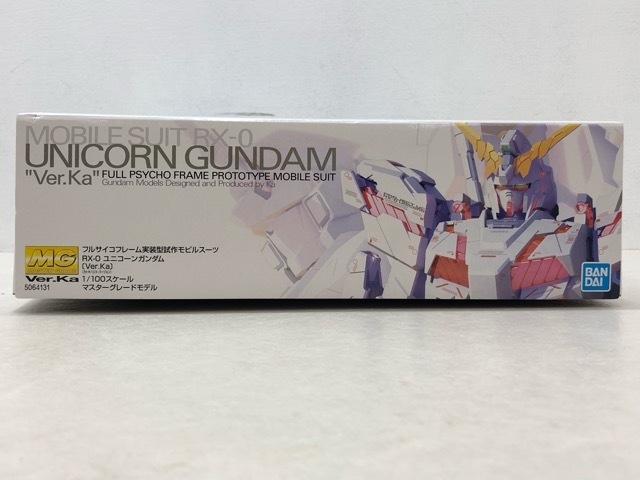 MOBILE SUIT RX-0
UNICORN GUNDAM
"Ver.Ka" FULL PSYCHO FRAME PROTOTYPE MOBILE SUIT
Gundam Models Designed and Produced by Ka
MG
フルサイコフレーム実装型試作モビルスーツ
RX-0 ユニコーンガンダム
(Ver.Ka)
Ver.Ka 1/100スケール
5064131 マスターグレードモデル
BAN
DAI